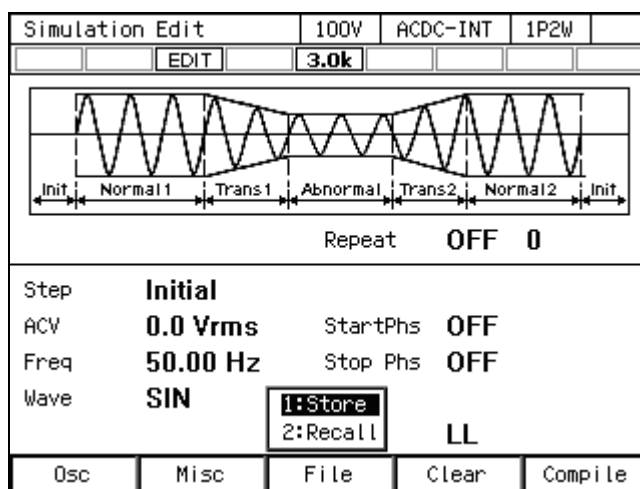 Simulation Edit 100V ACDC-INT 1P2W
EDIT 3.0k
Init Normal1 Trans1 Abnormal Trans2 Normal2 Init
Repeat OFF 0
Step Initial
ACV 0.0 Vrms StartPhs OFF
Freq 50.00 Hz Stop Phs OFF
Wave SIN
1:Store
2:Recall LL
Osc Misc File Clear Compile